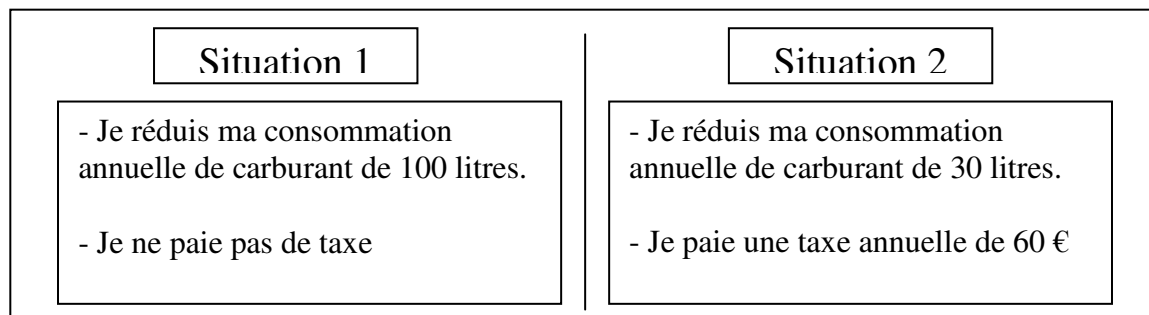 Situation 1
- Je réduis ma consommation
annuelle de carburant de 100 litres.
- Je ne paie pas de taxe
Situation 2
- Je réduis ma consommation
annuelle de carburant de 30 litres.
- Je paie une taxe annuelle de 60 €